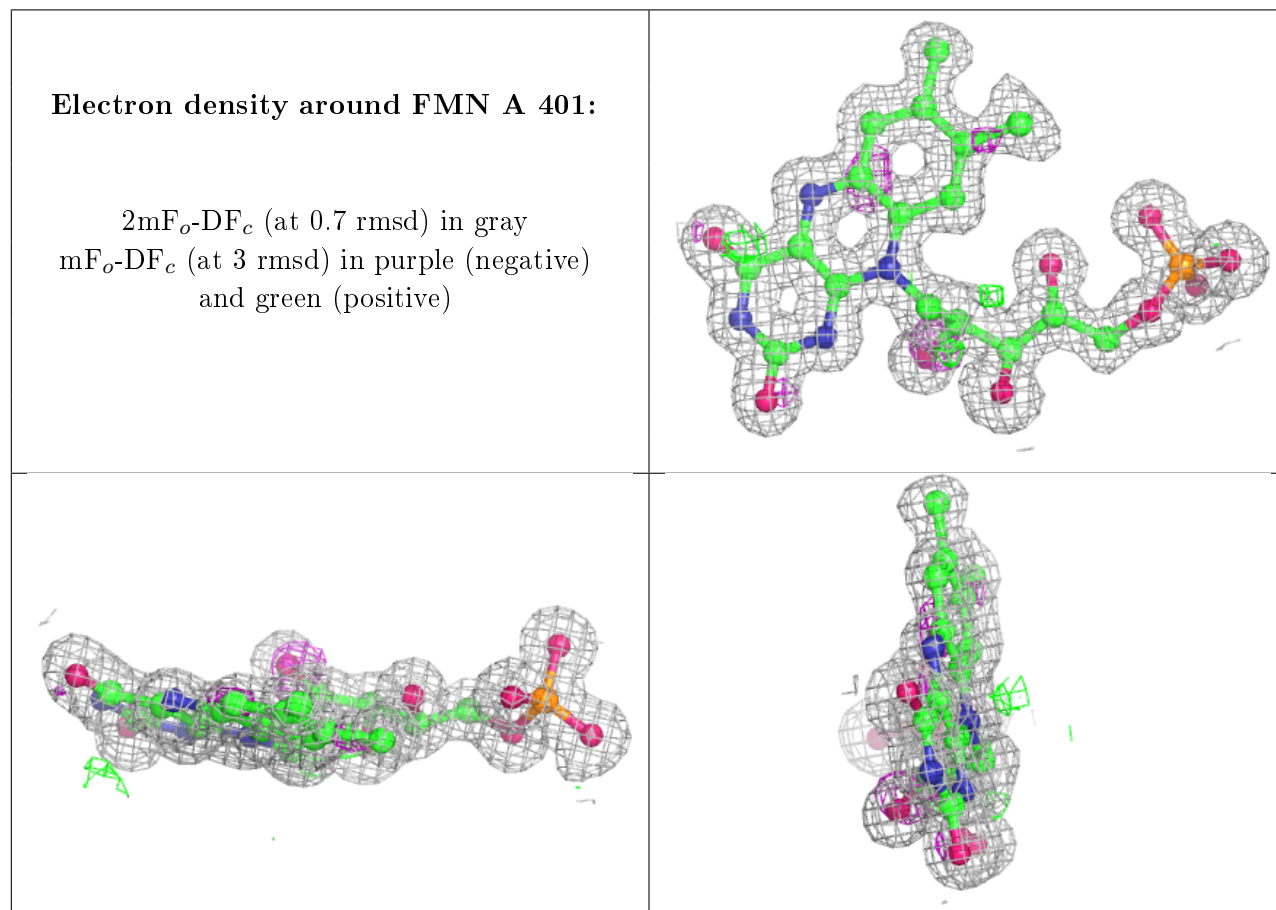 Electron density around FMN A 401:
2mFo-DFc (at 0.7 rmsd) in gray
mFo-DFc (at 3 rmsd) in purple (negative)
and green (positive)